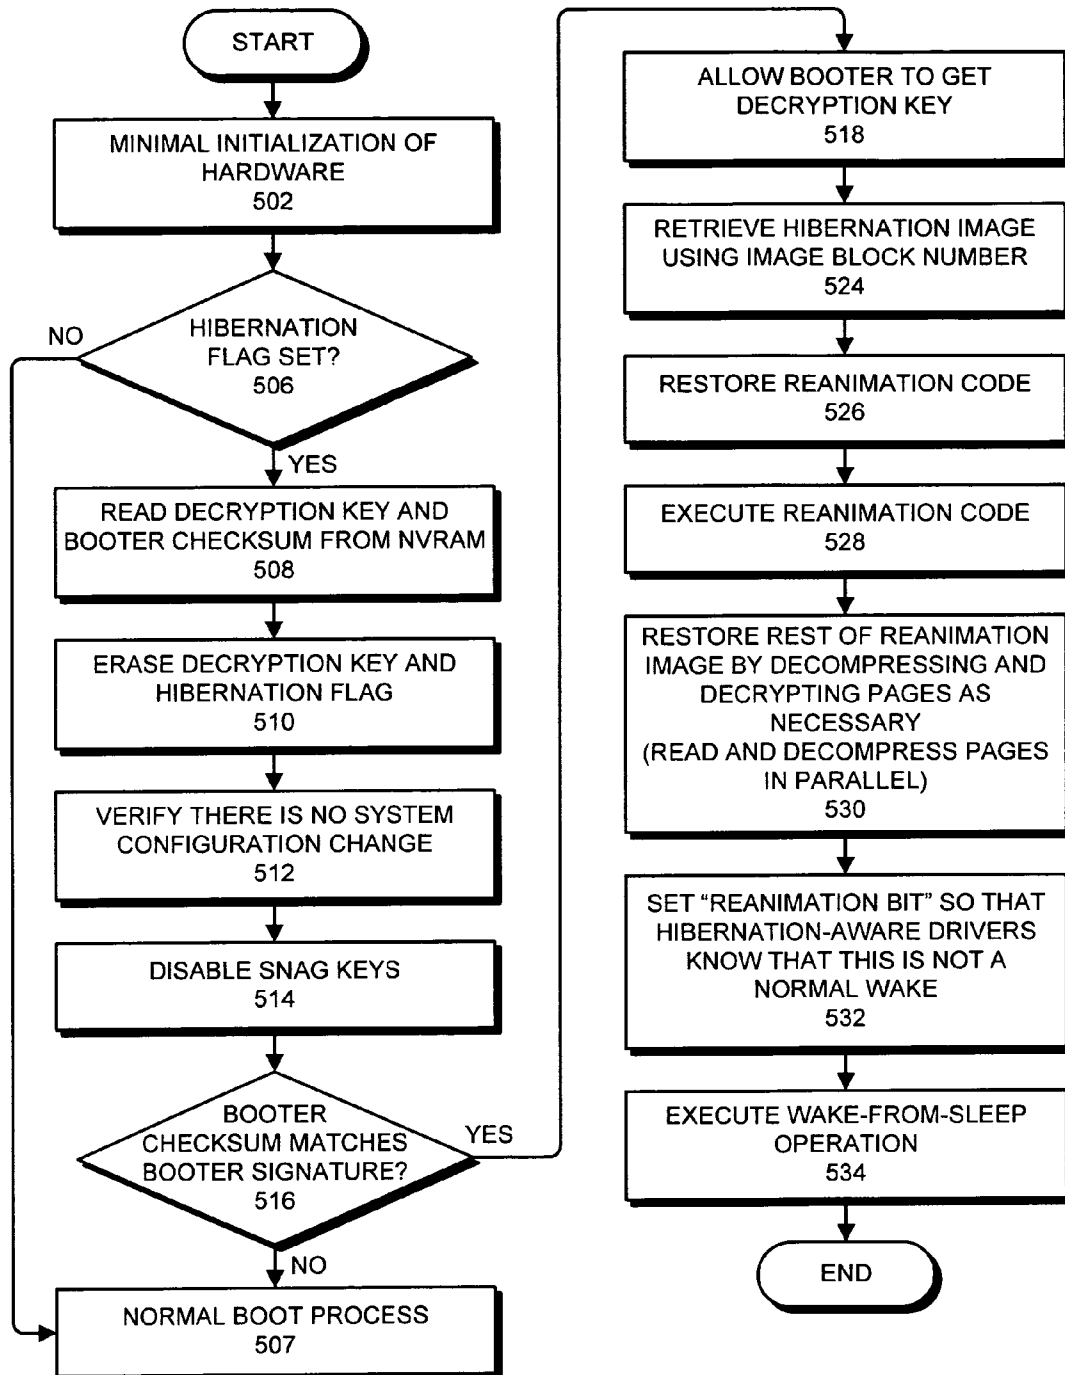 START
MINIMAL INITIALIZATION OF
HARDWARE
502
NO
HIBERNATION
FLAG SET?
506
YES
READ DECRYPTION KEY AND
BOOTER CHECKSUM FROM NVRAM
508
ERASE DECRYPTION KEY AND
HIBERNATION FLAG
510
VERIFY THERE IS NO SYSTEM
CONFIGURATION CHANGE
512
DISABLE SNAG KEYS
514
BOOTER
CHECKSUM MATCHES
BOOTER SIGNATURE?
516
YES
NO
NORMAL BOOT PROCESS
507
ALLOW BOOTER TO GET
DECRYPTION KEY
518
RETRIEVE HIBERNATION IMAGE
USING IMAGE BLOCK NUMBER
524
RESTORE REANIMATION CODE
526
EXECUTE REANIMATION CODE
528
RESTORE REST OF REANIMATION
IMAGE BY DECOMPRESSING AND
DECRYPTING PAGES AS
NECESSARY
(READ AND DECOMPRESS PAGES
IN PARALLEL)
530
SET “REANIMATION BIT” SO THAT
HIBERNATION-AWARE DRIVERS
KNOW THAT THIS IS NOT A
NORMAL WAKE
532
EXECUTE WAKE-FROM-SLEEP
OPERATION
534
END